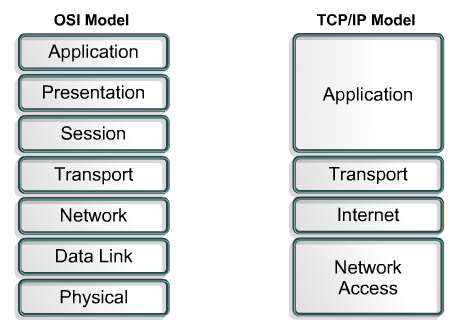 OSI Model
Application
Presentation
Session
Transport
Network
Data Link
Physical
TCP/IP Model
Application
Transport
Internet
Network
Access